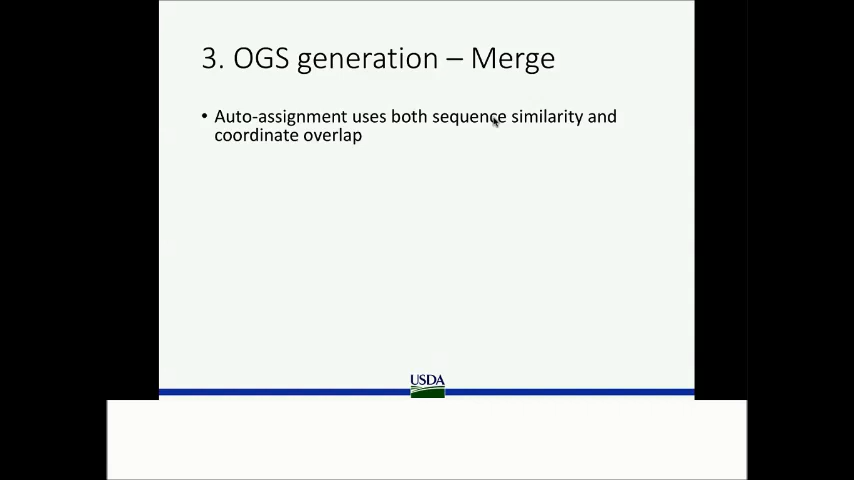 3. OGS generation – Merge
• Auto-assignment uses both sequence similarity and
coordinate overlap
USDA